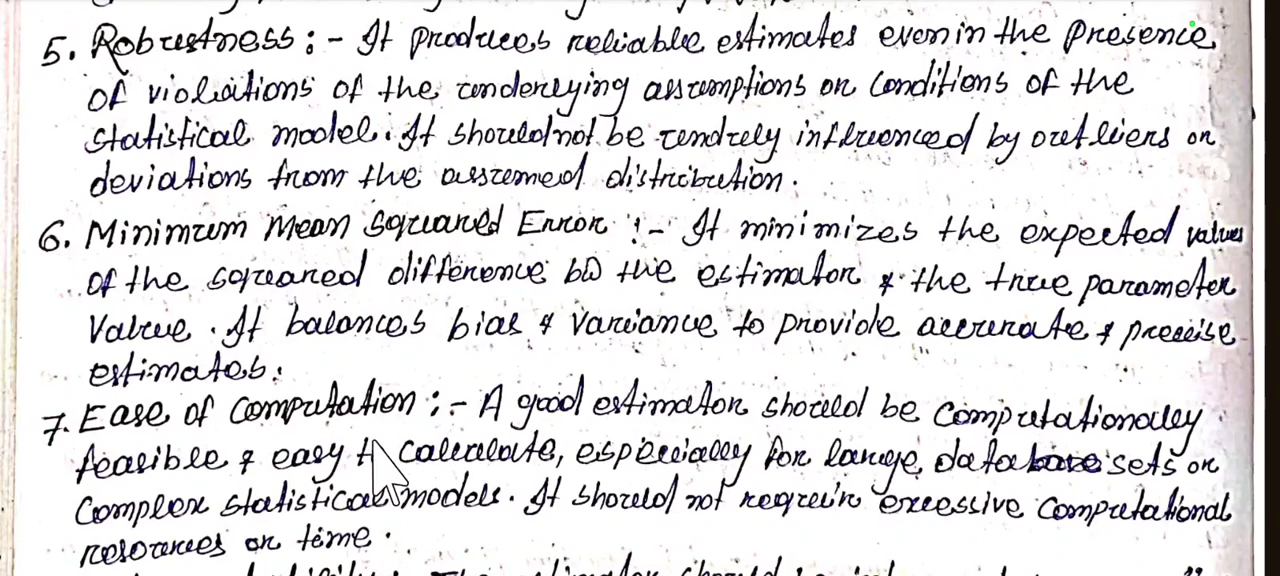 5. Robustness :- It produces reliable estimates even in the presence
of violations of the underlying assumptions or conditions of the
statistical model. It should not be unduly influenced by outliers or
deviations from the assumed distribution.
6. Minimum Mean Squared Error :- It minimizes the expected values
of the squared difference b/w the estimator & the true parameter
value. It balances bias & variance to provide accurate & precise
estimates.
7. Ease of Computation :- A good estimator should be computationally
feasible & easy to calculate, especially for large data sets or
complex statistical models. It should not require excessive computational
resources or time.